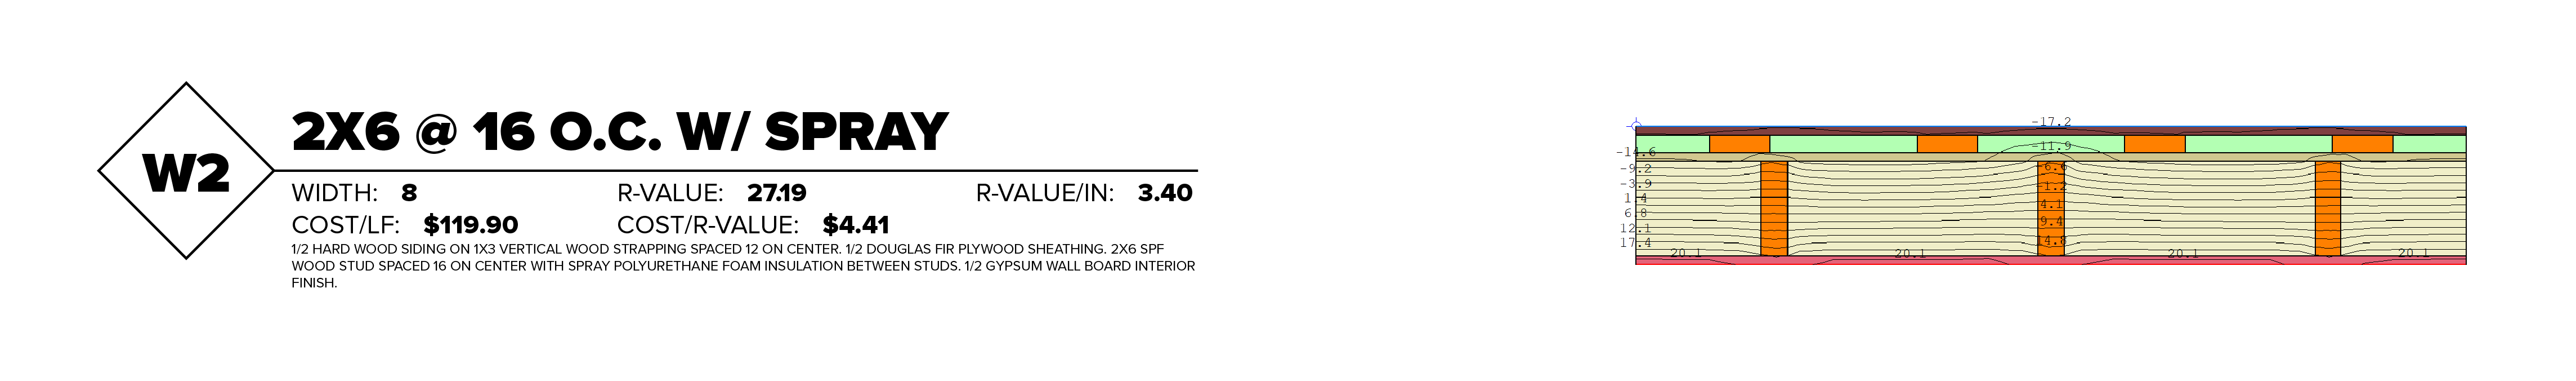 W2
2X6 @ 16 O.C. W/ SPRAY
WIDTH: 8 R-VALUE: 27.19 R-VALUE/IN: 3.40
COST/LF: $119.90 COST/R-VALUE: $4.41
1/2 HARD WOOD SIDING ON 1X3 VERTICAL WOOD STRAPPING SPACED 12 ON CENTER. 1/2 DOUGLAS FIR PLYWOOD SHEATHING. 2X6 SPF
WOOD STUD SPACED 16 ON CENTER WITH SPRAY POLYURETHANE FOAM INSULATION BETWEEN STUDS. 1/2 GYPSUM WALL BOARD INTERIOR
FINISH.
-17.2
-11.9
-14.6
-6.6
-9.2
-1.2
-3.9
1.4
4.1
6.8
9.4
12.1
14.8
17.4
20.1 20.1 20.1 20.1